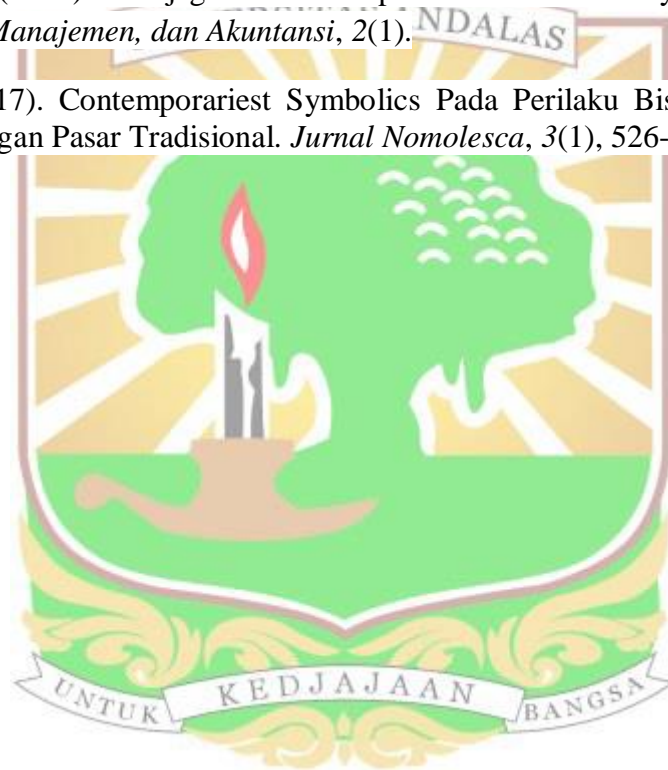 Manajemen, dan Akuntansi, 2(1).
NDALAS
17). Contemporariest Symbolics Pada Perilaku Bis
gan Pasar Tradisional. Jurnal Nomolesca, 3(1), 526-
UNTUK KEDJAJAAN BANGSA